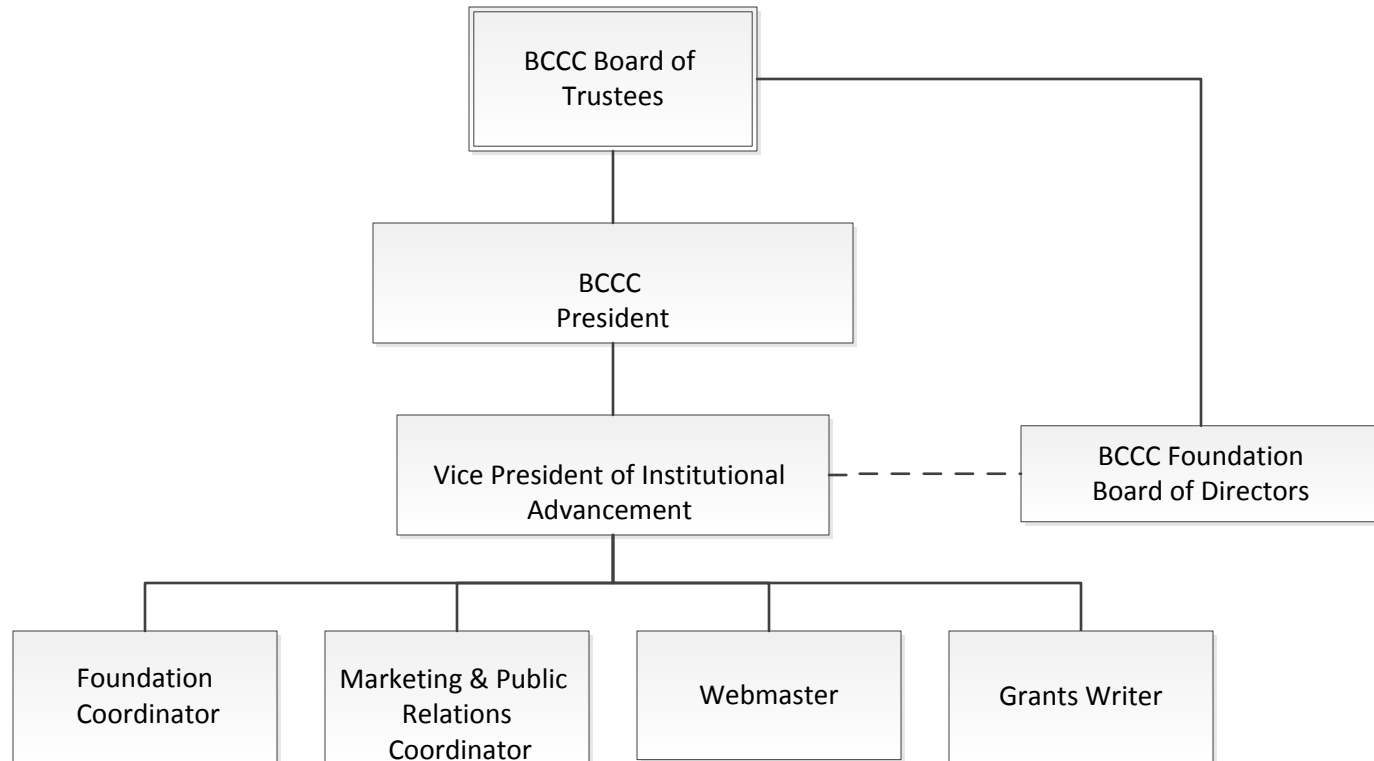 BCCC Board of
Trustees
BCCC
President
Vice President of Institutional
Advancement
BCCC Foundation
Board of Directors
Foundation
Coordinator
Marketing & Public
Relations
Coordinator
Webmaster
Grants Writer